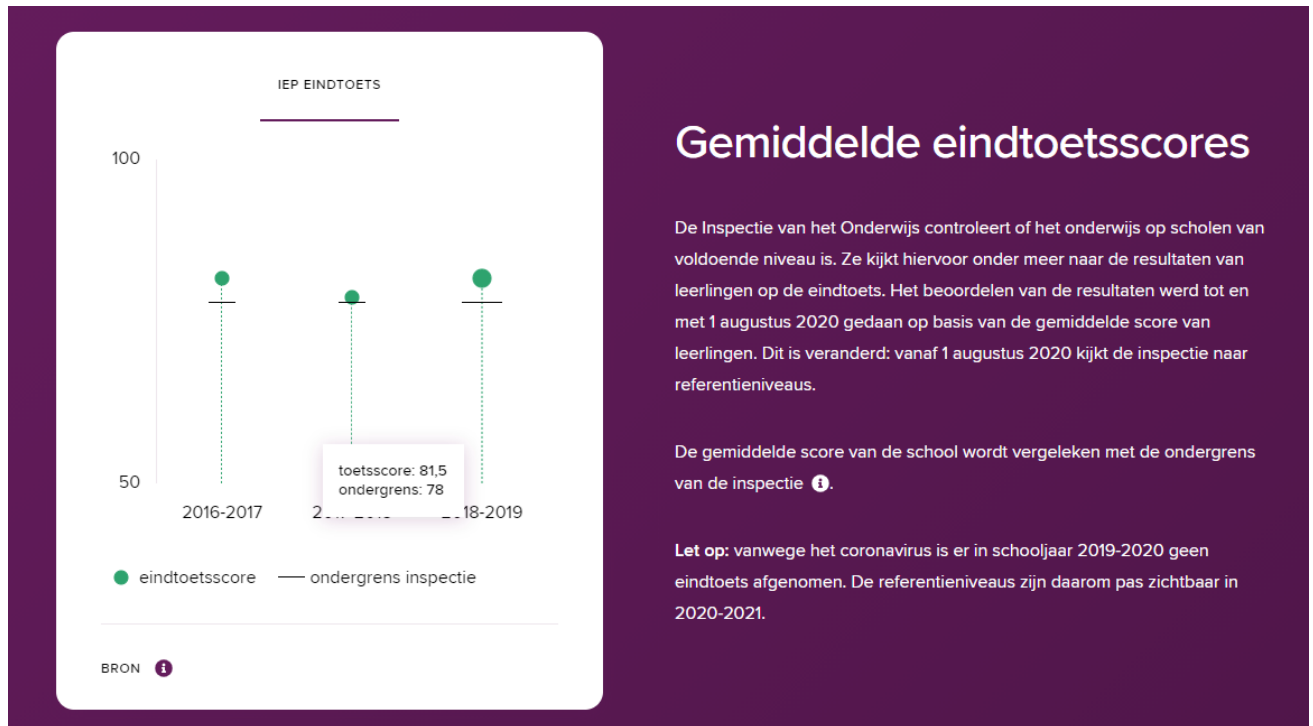 IEP EINDTOETS
100
50
toetsscore: 81,5
ondergrens: 78
2016-2017
2018-2019
eindtoetsscore
ondergrens inspectie
BRON
Gemiddelde eindtoetsscores
De Inspectie van het Onderwijs controleert of het onderwijs op scholen van
voldoende niveau is. Ze kijkt hiervoor onder meer naar de resultaten van
leerlingen op de eindtoets. Het beoordelen van de resultaten werd tot en
met 1 augustus 2020 gedaan op basis van de gemiddelde score van
leerlingen. Dit is veranderd: vanaf 1 augustus 2020 kijkt de inspectie naar
referentieniveaus.
De gemiddelde score van de school wordt vergeleken met de ondergrens
van de inspectie i.
Let op: vanwege het coronavirus is er in schooljaar 2019-2020 geen
eindtoets afgenomen. De referentieniveaus zijn daarom pas zichtbaar in
2020-2021.